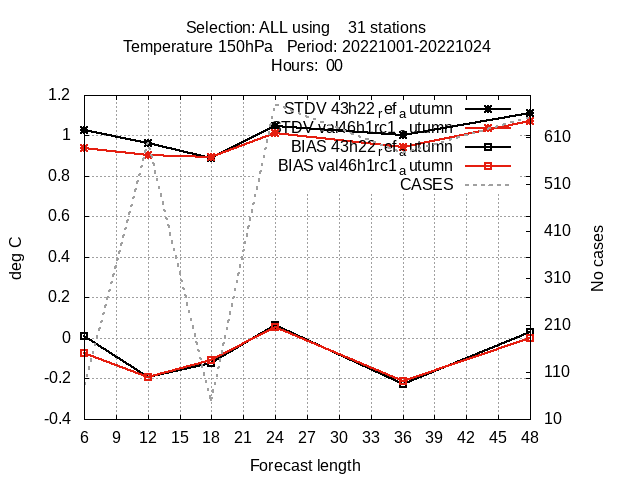 Selection: ALL using 31 stations
Temperature 150hPa Period: 20221001-20221024
Hours: 00
STDV 43h22_ref_autumn
STDV val46h1rc1_autumn
BIAS 43h22_ref_autumn
BIAS val46h1rc1_autumn
CASES
1.2
1
0.8
0.6
0.4
0.2
0
-0.2
-0.4
deg C
610
510
410
310
210
110
10
No cases
6 9 12 15 18 21 24 27 30 33 36 39 42 45 48
Forecast length